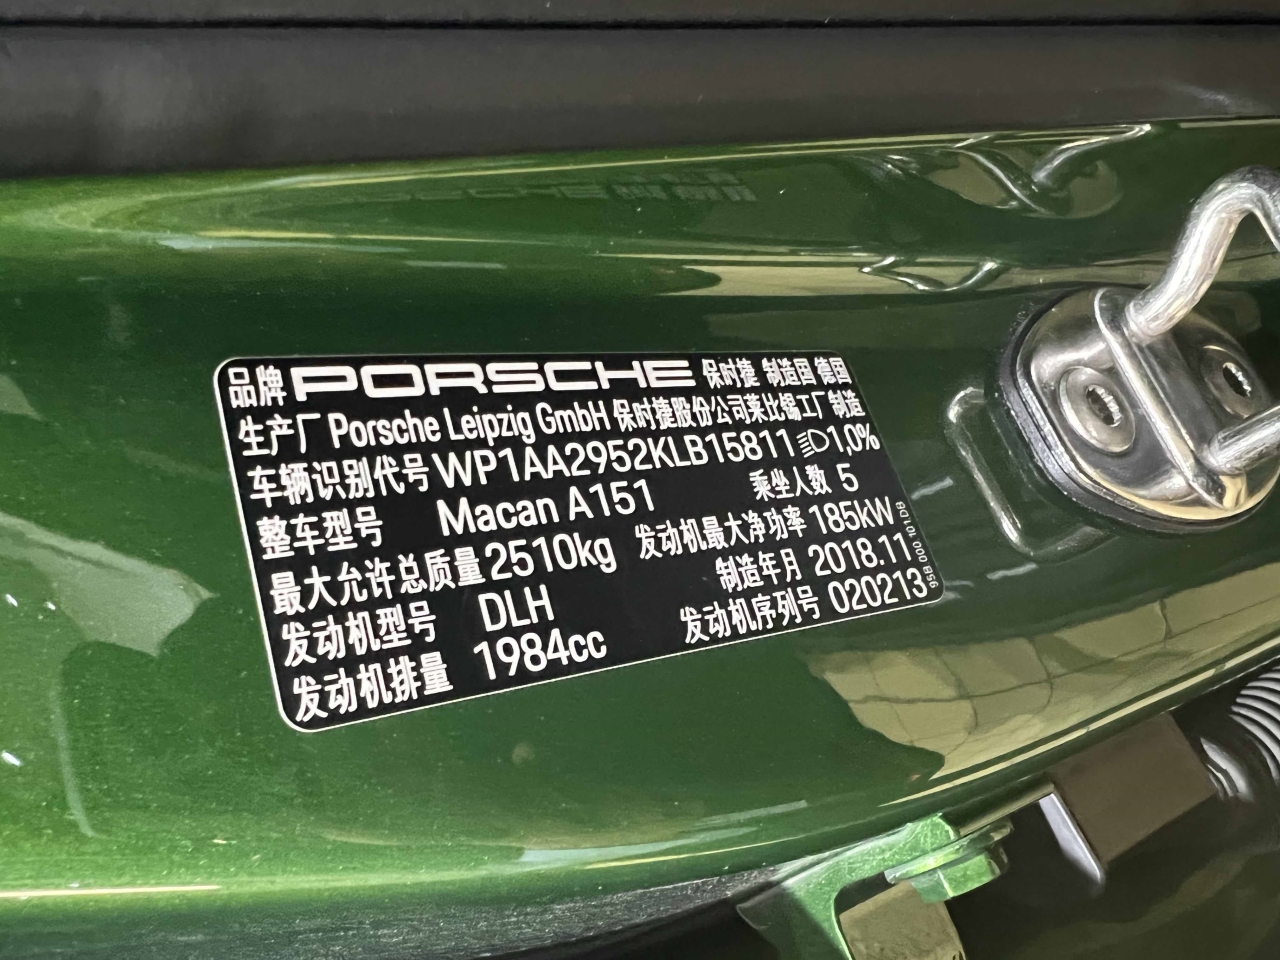 品牌 PORSCHE 保时捷 制造国 德国
生产厂 Porsche Leipzig GmbH 保时捷股份公司莱比锡工厂 制造
车辆识别代号 WP1AA2952KLB15811 1,0%
整车型号 Macan A151 乘坐人数 5
最大允许总质量 2510kg 发动机最大净功率 185kW
发动机型号 DLH 制造年月 2018.11
发动机排量 1984cc 发动机序列号 020213
95B 000 101 DB